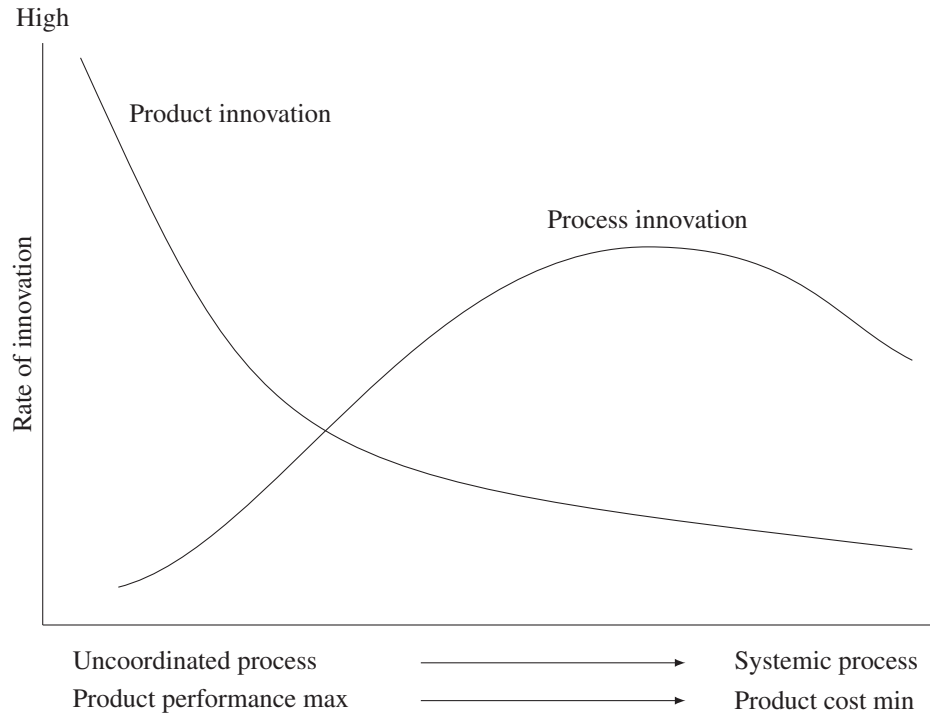 High
Product innovation
Process innovation
Rate of innovation
Uncoordinated process Systemic process
Product performance max Product cost min